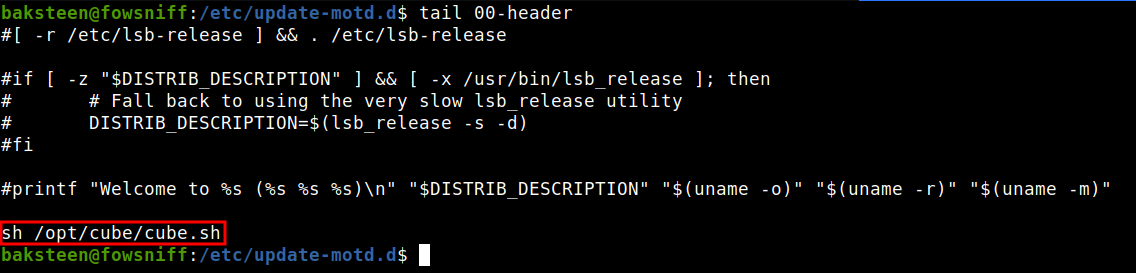 baksteen@fowsniff:/etc/update-motd.d$ tail 00-header
#[ -r /etc/lsb-release ] && . /etc/lsb-release
#if [ -z "$DISTRIB_DESCRIPTION" ] && [ -x /usr/bin/lsb_release ]; then
#       # Fall back to using the very slow lsb_release utility
#       DISTRIB_DESCRIPTION=$(lsb_release -s -d)
#fi
#printf "Welcome to %s (%s %s %s)\n" "$DISTRIB_DESCRIPTION" "$(uname -o)" "$(uname -r)" "$(uname -m)"
sh /opt/cube/cube.sh
baksteen@fowsniff:/etc/update-motd.d$